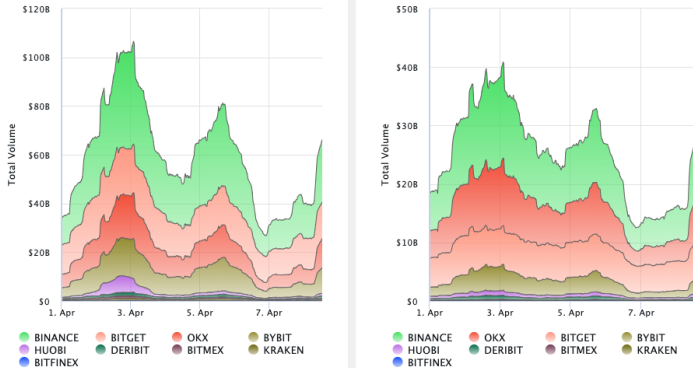 $120B
$100B
$80B
$60B
$40B
$20B
$0
Total Volume
1. Apr 3. Apr 5. Apr 7. Apr
BINANCE BITGET OKX BYBIT
HUOBI DERIBIT BITMEX KRAKEN
BITFINEX
$50B
$40B
$30B
$20B
$10B
$0
Total Volume
1. Apr 3. Apr 5. Apr 7. Apr
BINANCE OKX BITGET BYBIT
HUOBI DERIBIT BITMEX KRAKEN
BITFINEX